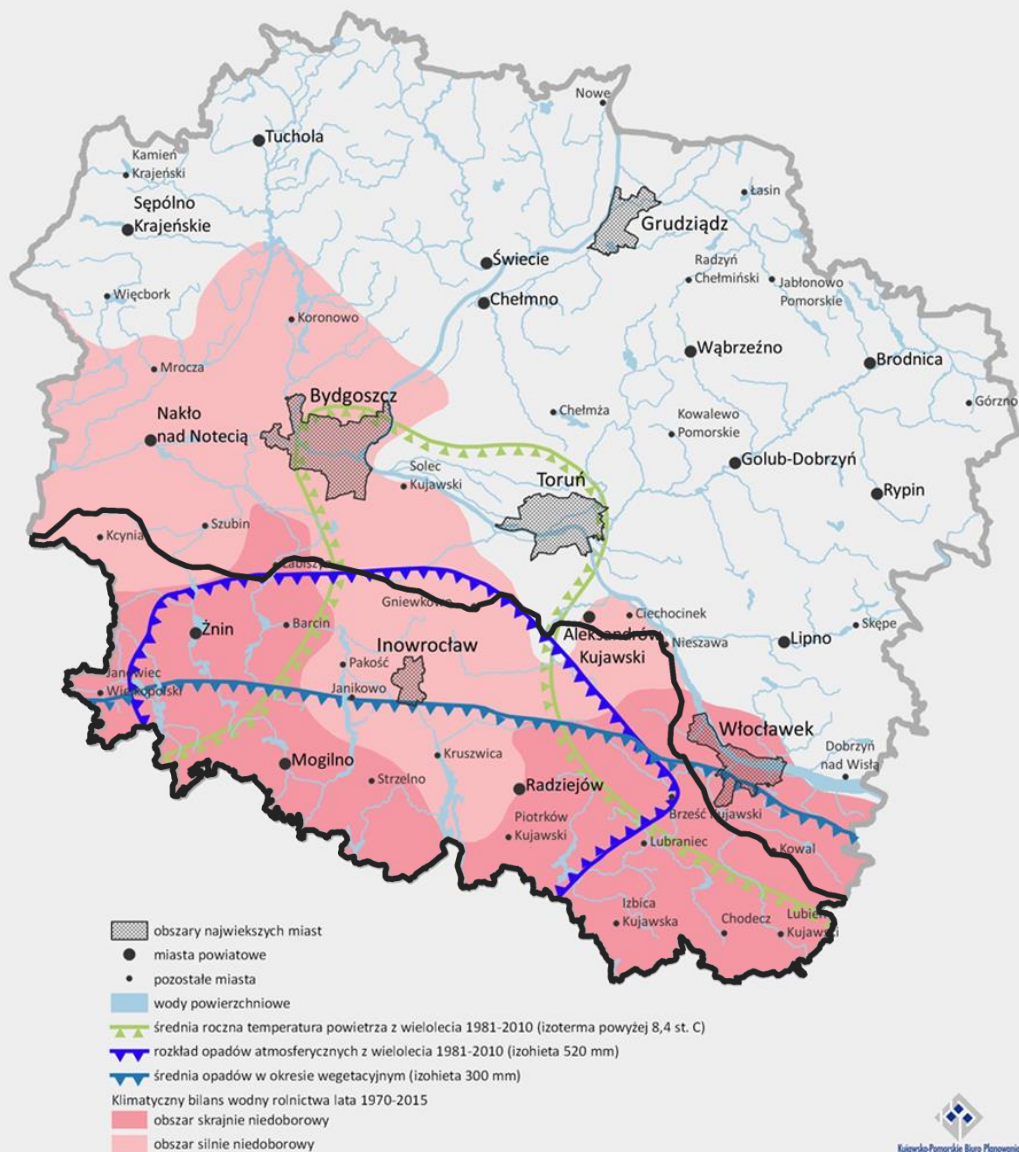 Nowe
Tuchola
Kamień
Krajeński
Łasin
Sępólno
Krajeńskie
Grudziądz
Świecie
Radzyń
Chełmiński
Jabłonowo
Pomorskie
Więcbork
Chełmno
Koronowo
Wąbrzeźno
Brodnica
Mrocza
Bydgoszcz
Górzno
Nakło
nad Notecią
Chełmża
Kowalewo
Pomorskie
Golub-Dobrzyń
Solec
Kujawski
Toruń
Rypin
Szubin
Kcynia
Łabiszy
Gniewkowo
Ciechocinek
Skępe
Barcin
Żnin
Aleksandrów
Kujawski
Nieszawa
Lipno
Inowrocław
Pakość
Janowiec
Wielkopolski
Janikowo
Włocławek
Kruszwica
Dobrzyń
nad Wisłą
Mogilno
Strzelno
Radziejów
Brześć Kujawski
Piotrków
Kujawski
Lubraniec
Kowal
Izbica
Kujawska
Chodecz
Lubień
Kujawski
obszary największych miast
miasta powiatowe
pozostałe miasta
wody powierzchniowe
średnia roczna temperatura powietrza z wielolecia 1981-2010 (izoterma powyżej 8,4 st. C)
rozkład opadów atmosferycznych z wielolecia 1981-2010 (izohieta 520 mm)
średnia opadów w okresie wegetacyjnym (izohieta 300 mm)
Klimatyczny bilans wodny rolnictwa lata 1970-2015
obszar skrajnie niedoborowy
obszar silnie niedoborowy
Kujawsko-Pomorskie Biuro Planowania